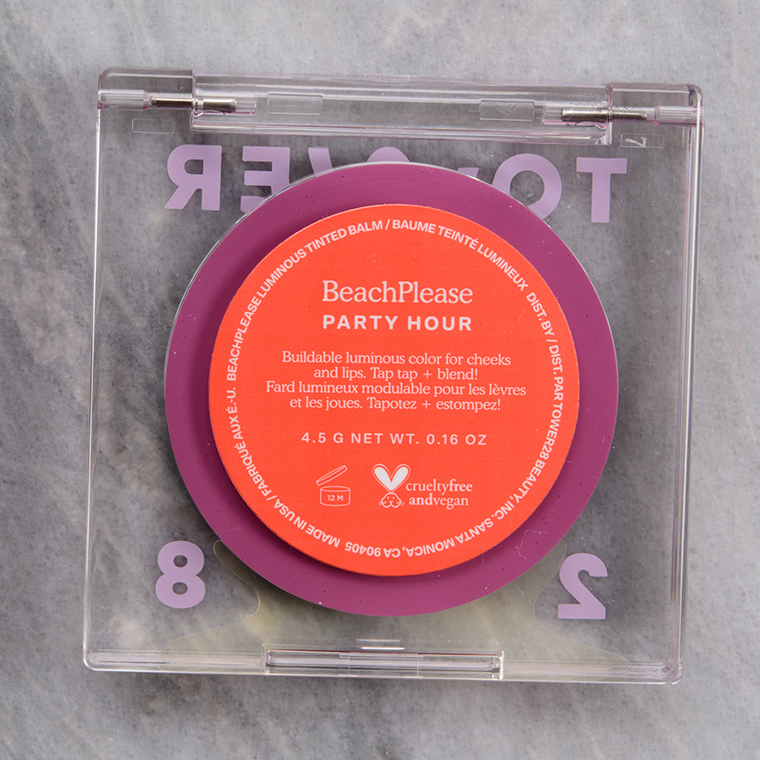 TOWER
BEACHPLEASE LUMINOUS TINTED BALM / BAUME TEINTÉ LUMINEUX DIST. BY / DIST. PAR TOWER28 BEAUTY, INC. SANTA MONICA, CA 90405 MADE IN USA / FABRIQUÉ AUX É.-U.
BeachPlease
PARTY HOUR
Buildable luminous color for cheeks
and lips. Tap tap + blend!
Fard lumineux modulable pour les lèvres
et les joues. Tapotez + estompez!
4.5 G NET WT. 0.16 OZ
12 M
crueltyfree
andvegan
28